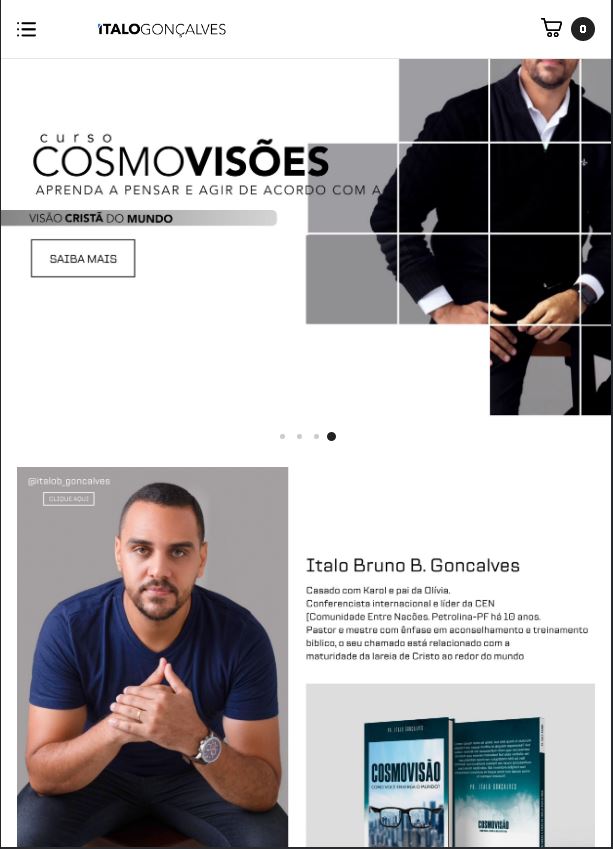 ITALOGONÇALVES
0
curso
COSMOVISÕES
APRENDA A PENSAR E AGIR DE ACORDO COM A
VISÃO CRISTÃ DO MUNDO
SAIBA MAIS
@italob_goncalves
CLIQUE AQUI
Italo Bruno B. Goncalves
Casado com Karol e pai da Olívia.
Conferencista internacional e líder da CEN
[Comunidade Entre Nacões. Petrolina-PF há 10 anos.
Pastor e mestre com ênfase em aconselhamento e treinamento
bíblico, o seu chamado está relacionado com a
maturidade da Iareia de Cristo ao redor do mundo
PR. ITALO GONÇALVES
COSMOVISÃO
COMO VOCÊ ENXERGA O MUNDO?
PR. ITALO GONÇALVES
COSMOVISÃO